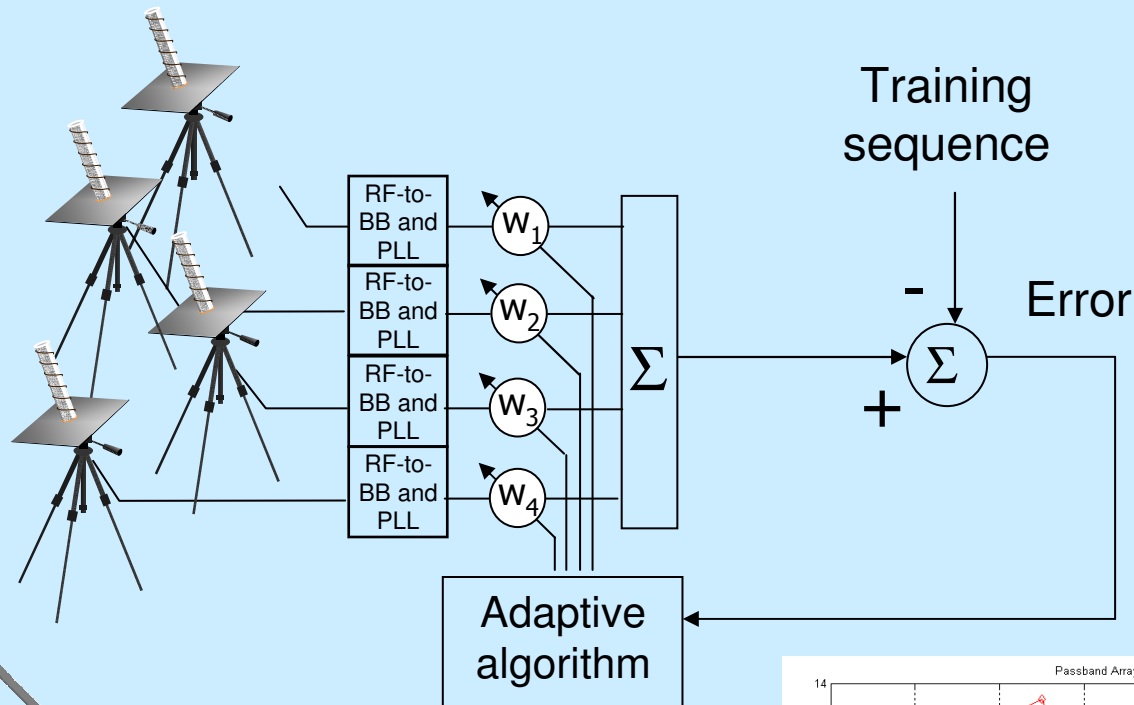 Training
sequence
RF-to-
BB and
PLL
w1
RF-to-
BB and
PLL
w2
RF-to-
BB and
PLL
w3
RF-to-
BB and
PLL
w4
Σ
-
+
Σ
Error
Adaptive
algorithm
Passband Array
14